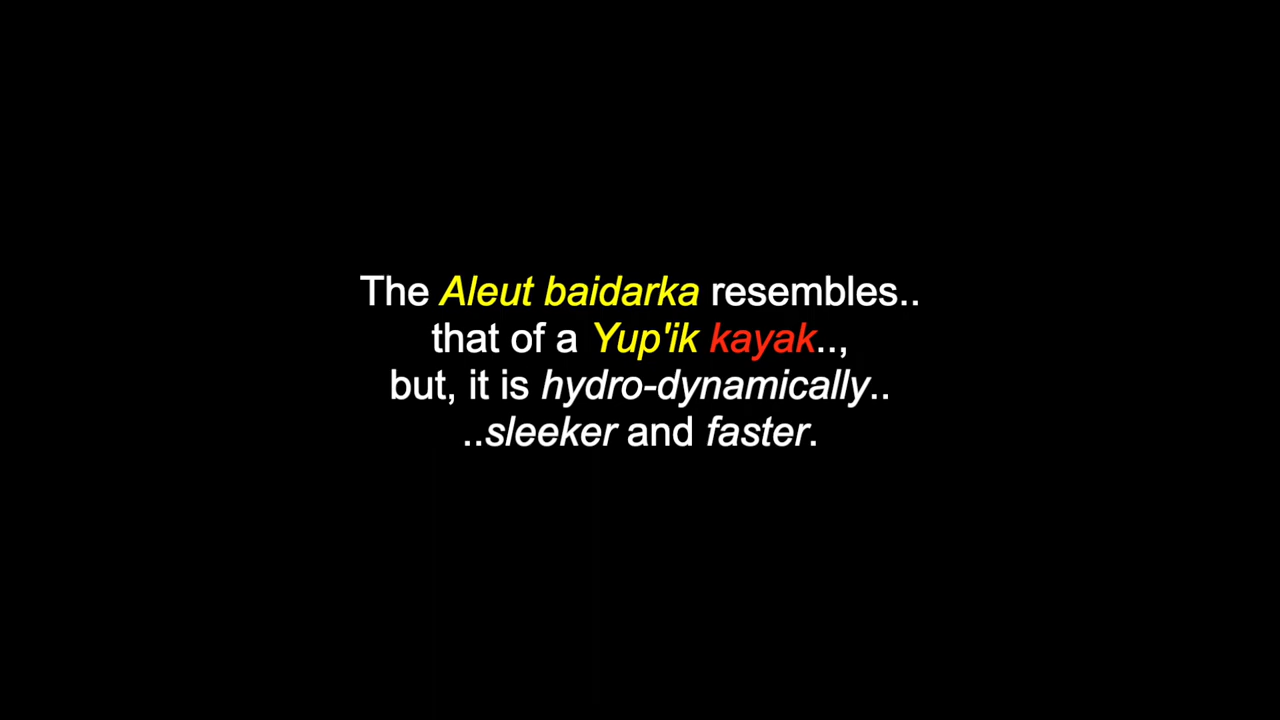 The Aleut baidarka resembles..
that of a Yup'ik kayak..,
but, it is hydro-dynamically..
..sleeker and faster.